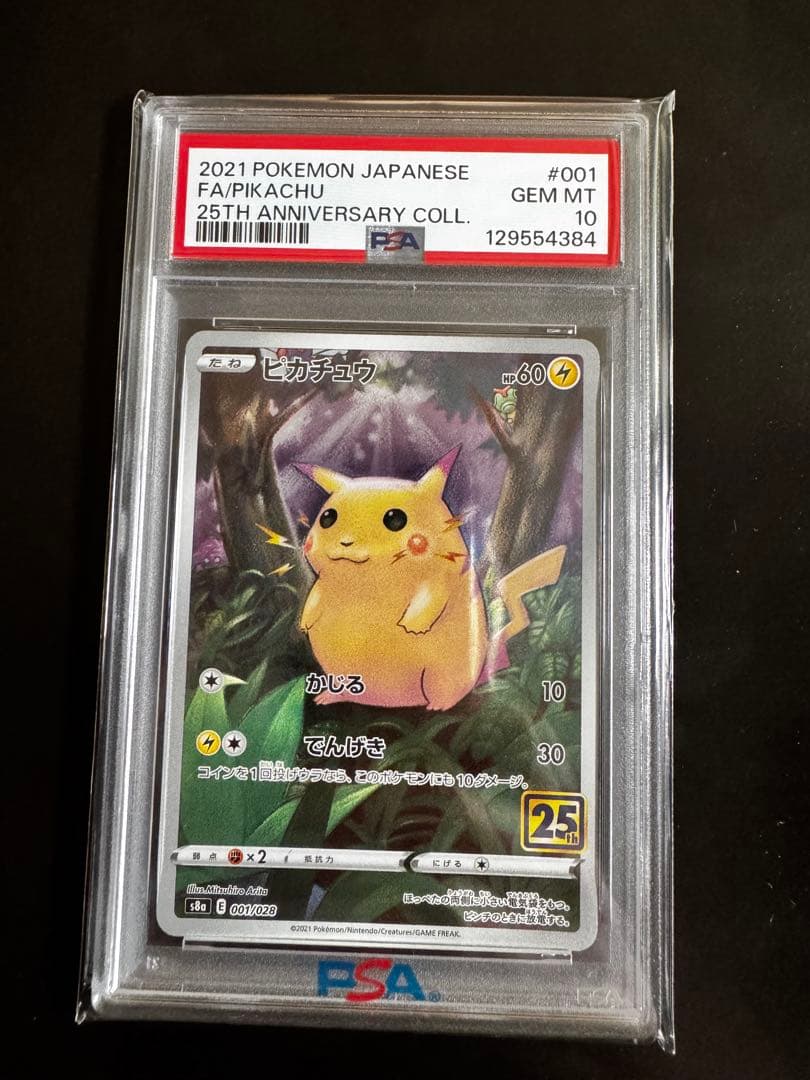 2021 POKEMON JAPANESE #001
FA/PIKACHU GEM MT
25TH ANNIVERSARY COLL. 10
PSA 129554384
たね ピカチュウ HP60
かじる 10
でんげき 30
コインを1回投げウラなら、このポケモンにも10ダメージ。
25th
弱点 ×2 抵抗力 にげる
Illus. Mitsuhiro Arita
s8a E 001/028
ほっぺたの両側に小さい電気袋をもつ。
ピンチのときに放電する。
©2021 Pokémon/Nintendo/Creatures/GAME FREAK.
PSA®